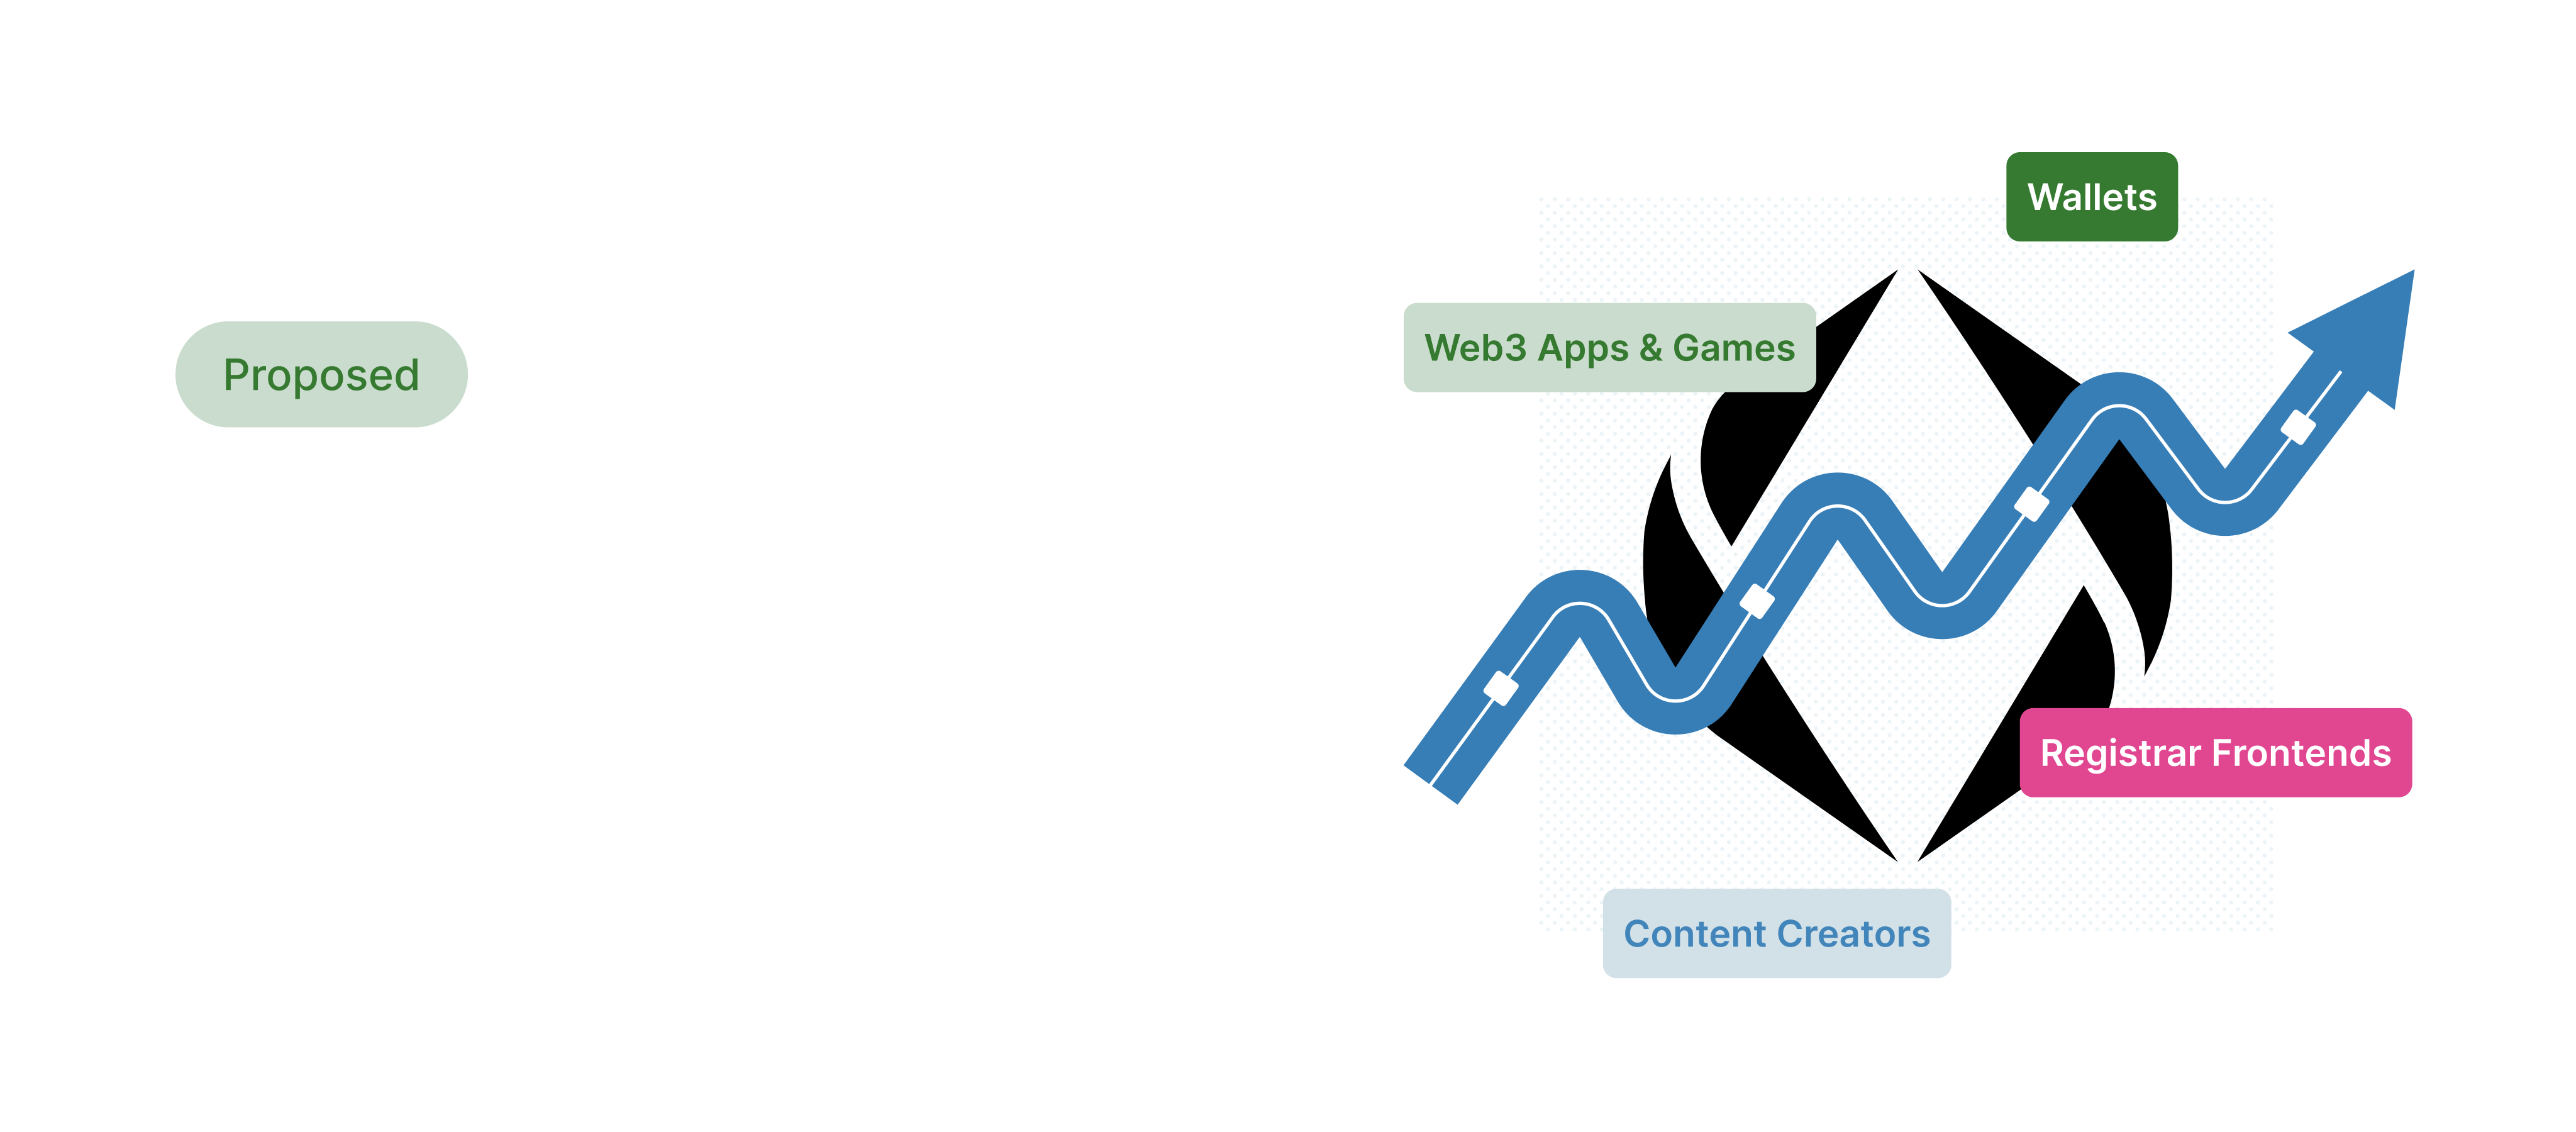 Proposed
Wallets
Web3 Apps & Games
Registrar Frontends
Content Creators